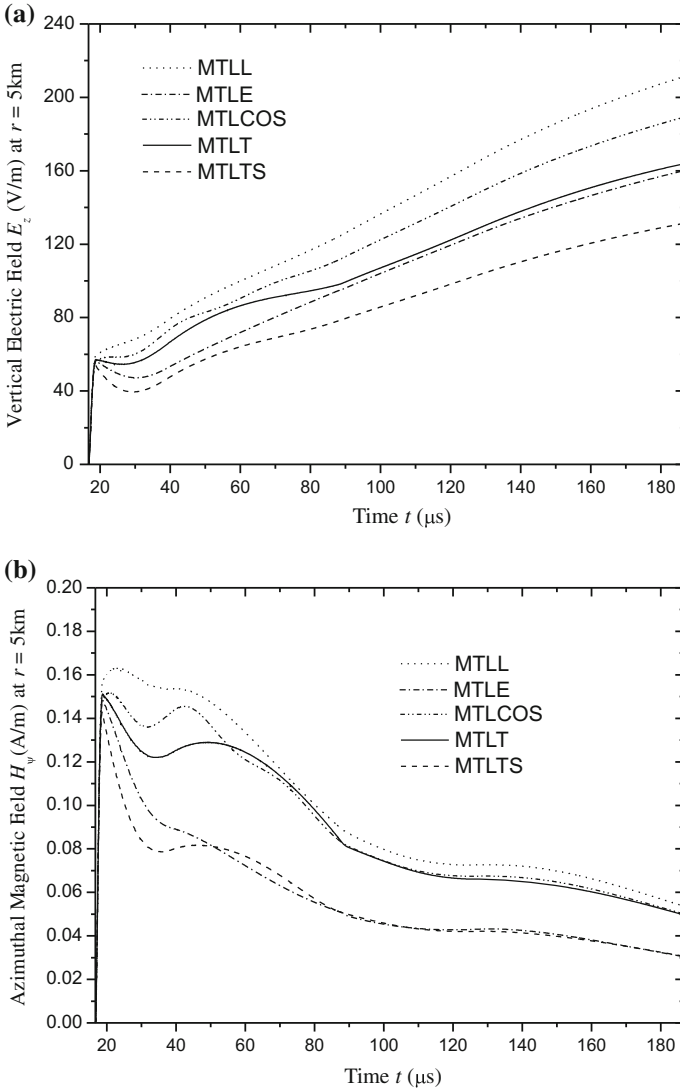 (a)
240
200
160
120
80
40
0
Vertical Electric Field E_z (V/m) at r = 5km
MTLL
MTLE
MTLCOS
MTLT
MTLTS
20 40 60 80 100 120 140 160 180
Time t (μs)
(b)
0.20
0.18
0.16
0.14
0.12
0.10
0.08
0.06
0.04
0.02
0.00
Azimuthal Magnetic Field H_ψ(A/m) at r = 5km
MTLL
MTLE
MTLCOS
MTLT
MTLTS
20 40 60 80 100 120 140 160 180
Time t (μs)